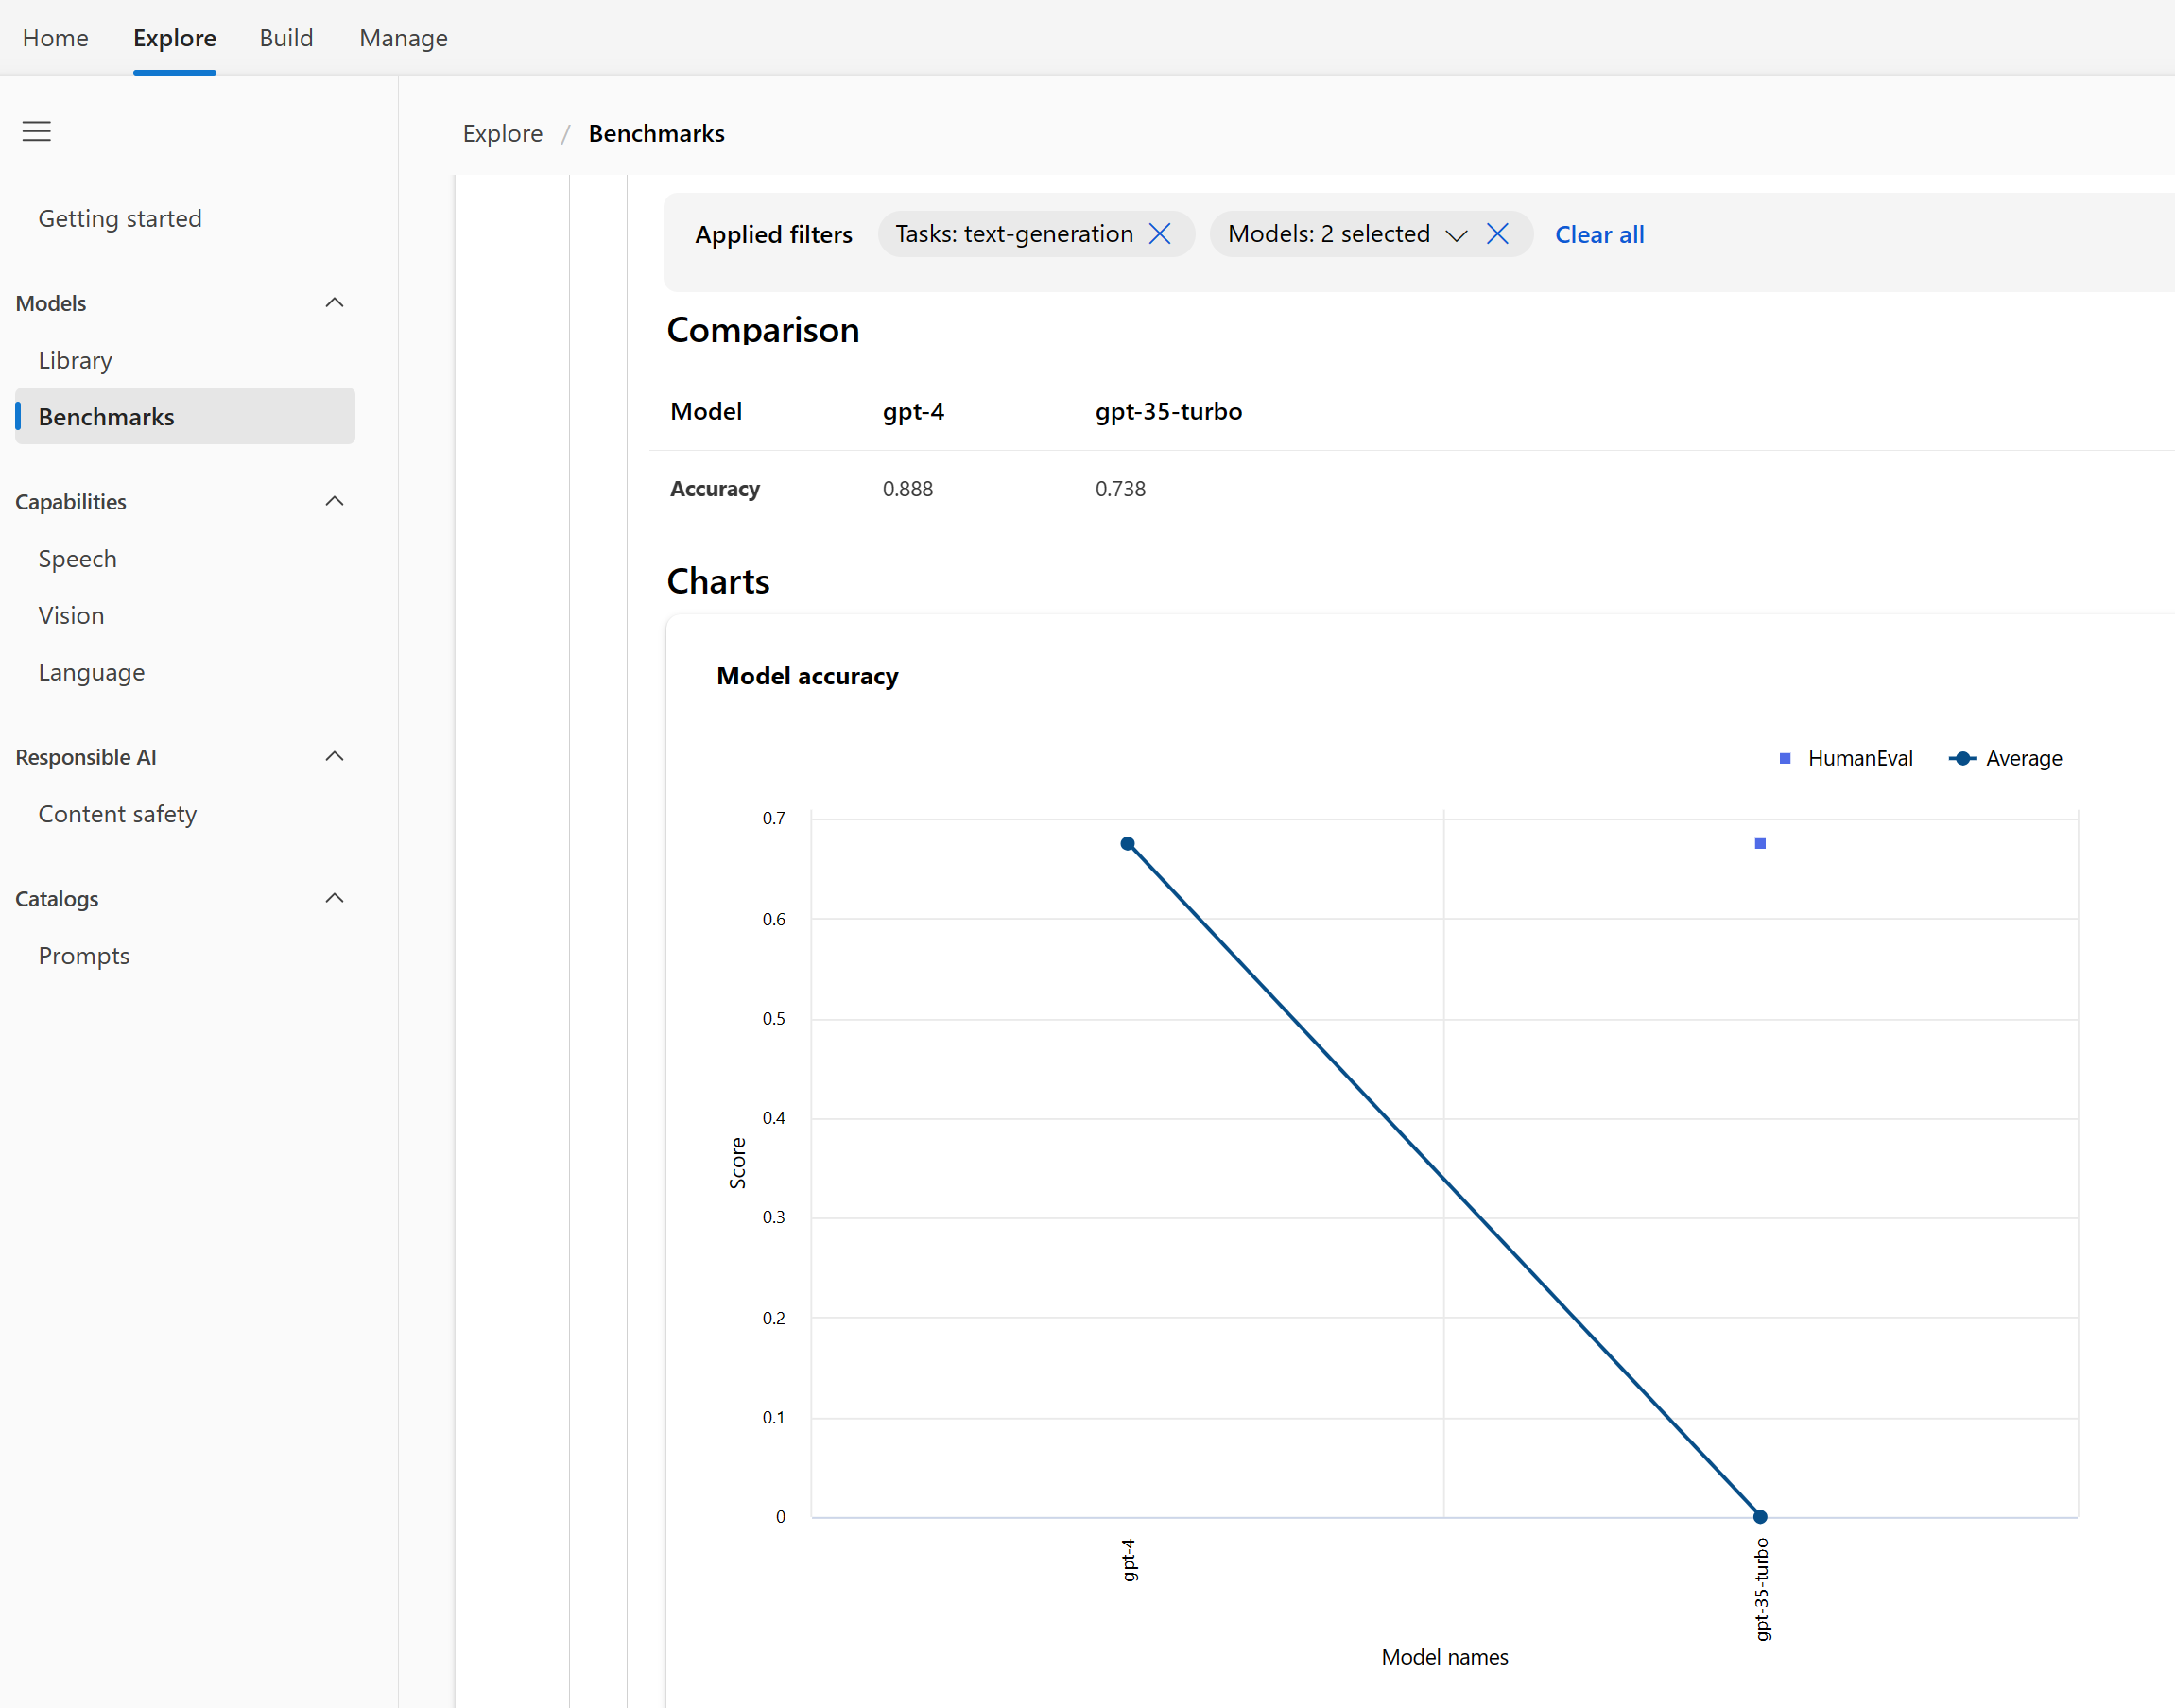 Home Explore Build Manage
Explore / Benchmarks
Getting started
Models
Library
Benchmarks
Capabilities
Speech
Vision
Language
Responsible AI
Content safety
Catalogs
Prompts
Applied filters Tasks: text-generation Models: 2 selected Clear all
Comparison
Model gpt-4 gpt-35-turbo
Accuracy 0.888 0.738
Charts
Model accuracy
HumanEval Average
0.7
0.6
0.5
0.4
0.3
0.2
0.1
0
Score
gpt-4
gpt-35-turbo
Model names